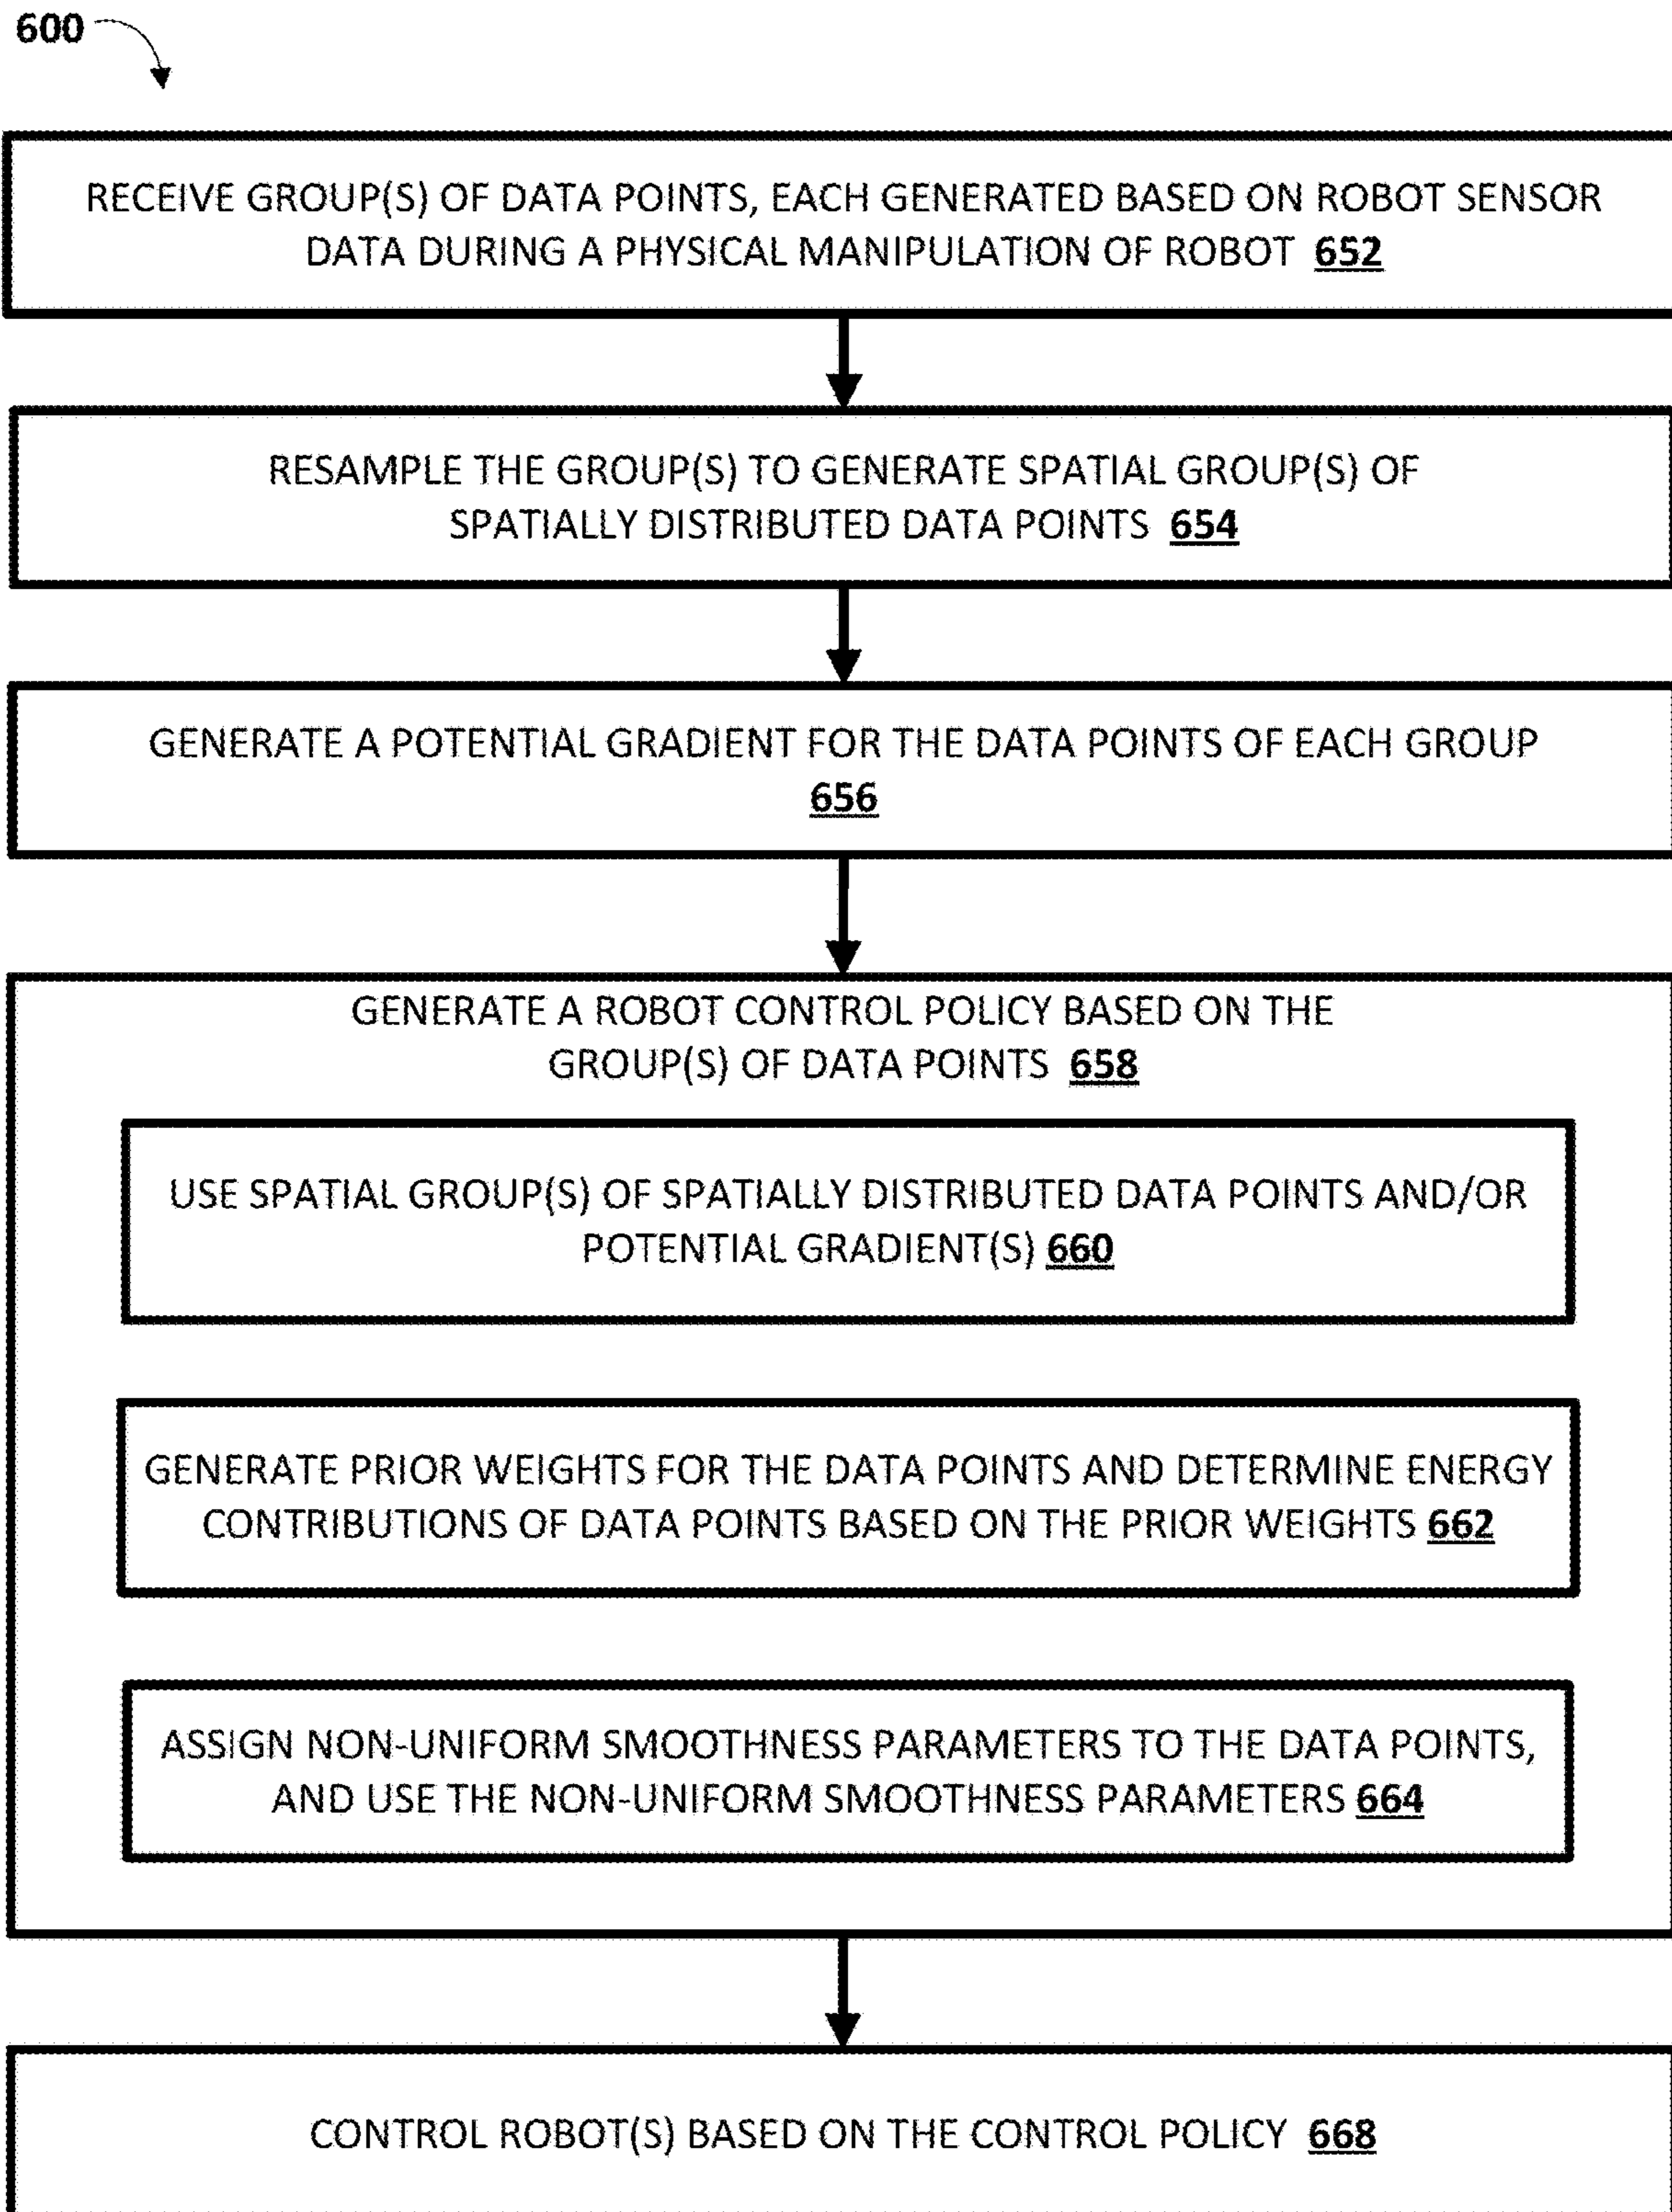 600
RECEIVE GROUP(S) OF DATA POINTS, EACH GENERATED BASED ON ROBOT SENSOR
DATA DURING A PHYSICAL MANIPULATION OF ROBOT 652
RESAMPLE THE GROUP(S) TO GENERATE SPATIAL GROUP(S) OF
SPATIALLY DISTRIBUTED DATA POINTS 654
GENERATE A POTENTIAL GRADIENT FOR THE DATA POINTS OF EACH GROUP
656
GENERATE A ROBOT CONTROL POLICY BASED ON THE
GROUP(S) OF DATA POINTS 658
USE SPATIAL GROUP(S) OF SPATIALLY DISTRIBUTED DATA POINTS AND/OR
POTENTIAL GRADIENT(S) 660
GENERATE PRIOR WEIGHTS FOR THE DATA POINTS AND DETERMINE ENERGY
CONTRIBUTIONS OF DATA POINTS BASED ON THE PRIOR WEIGHTS 662
ASSIGN NON-UNIFORM SMOOTHNESS PARAMETERS TO THE DATA POINTS,
AND USE THE NON-UNIFORM SMOOTHNESS PARAMETERS 664
CONTROL ROBOT(S) BASED ON THE CONTROL POLICY 668